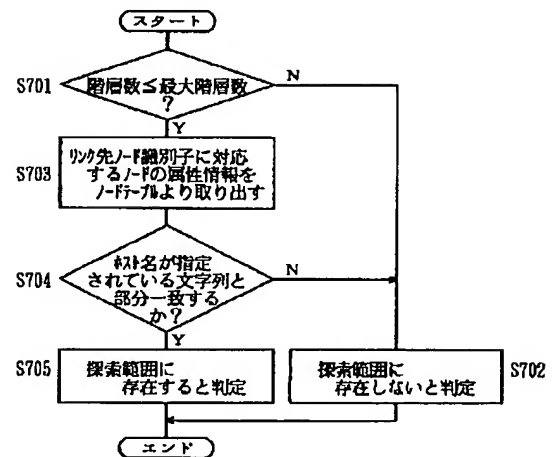 スタート
S701
階層数≦最大階層数
?
N
Y
S703
リンク先ノード識別子に対応
するノードの属性情報を
ノードテーブルより取り出す
S704
ホスト名が指定
されている文字列と
部分一致する
か?
N
Y
S705
探索範囲に
存在すると判定
探索範囲に
存在しないと判定
S702
エンド